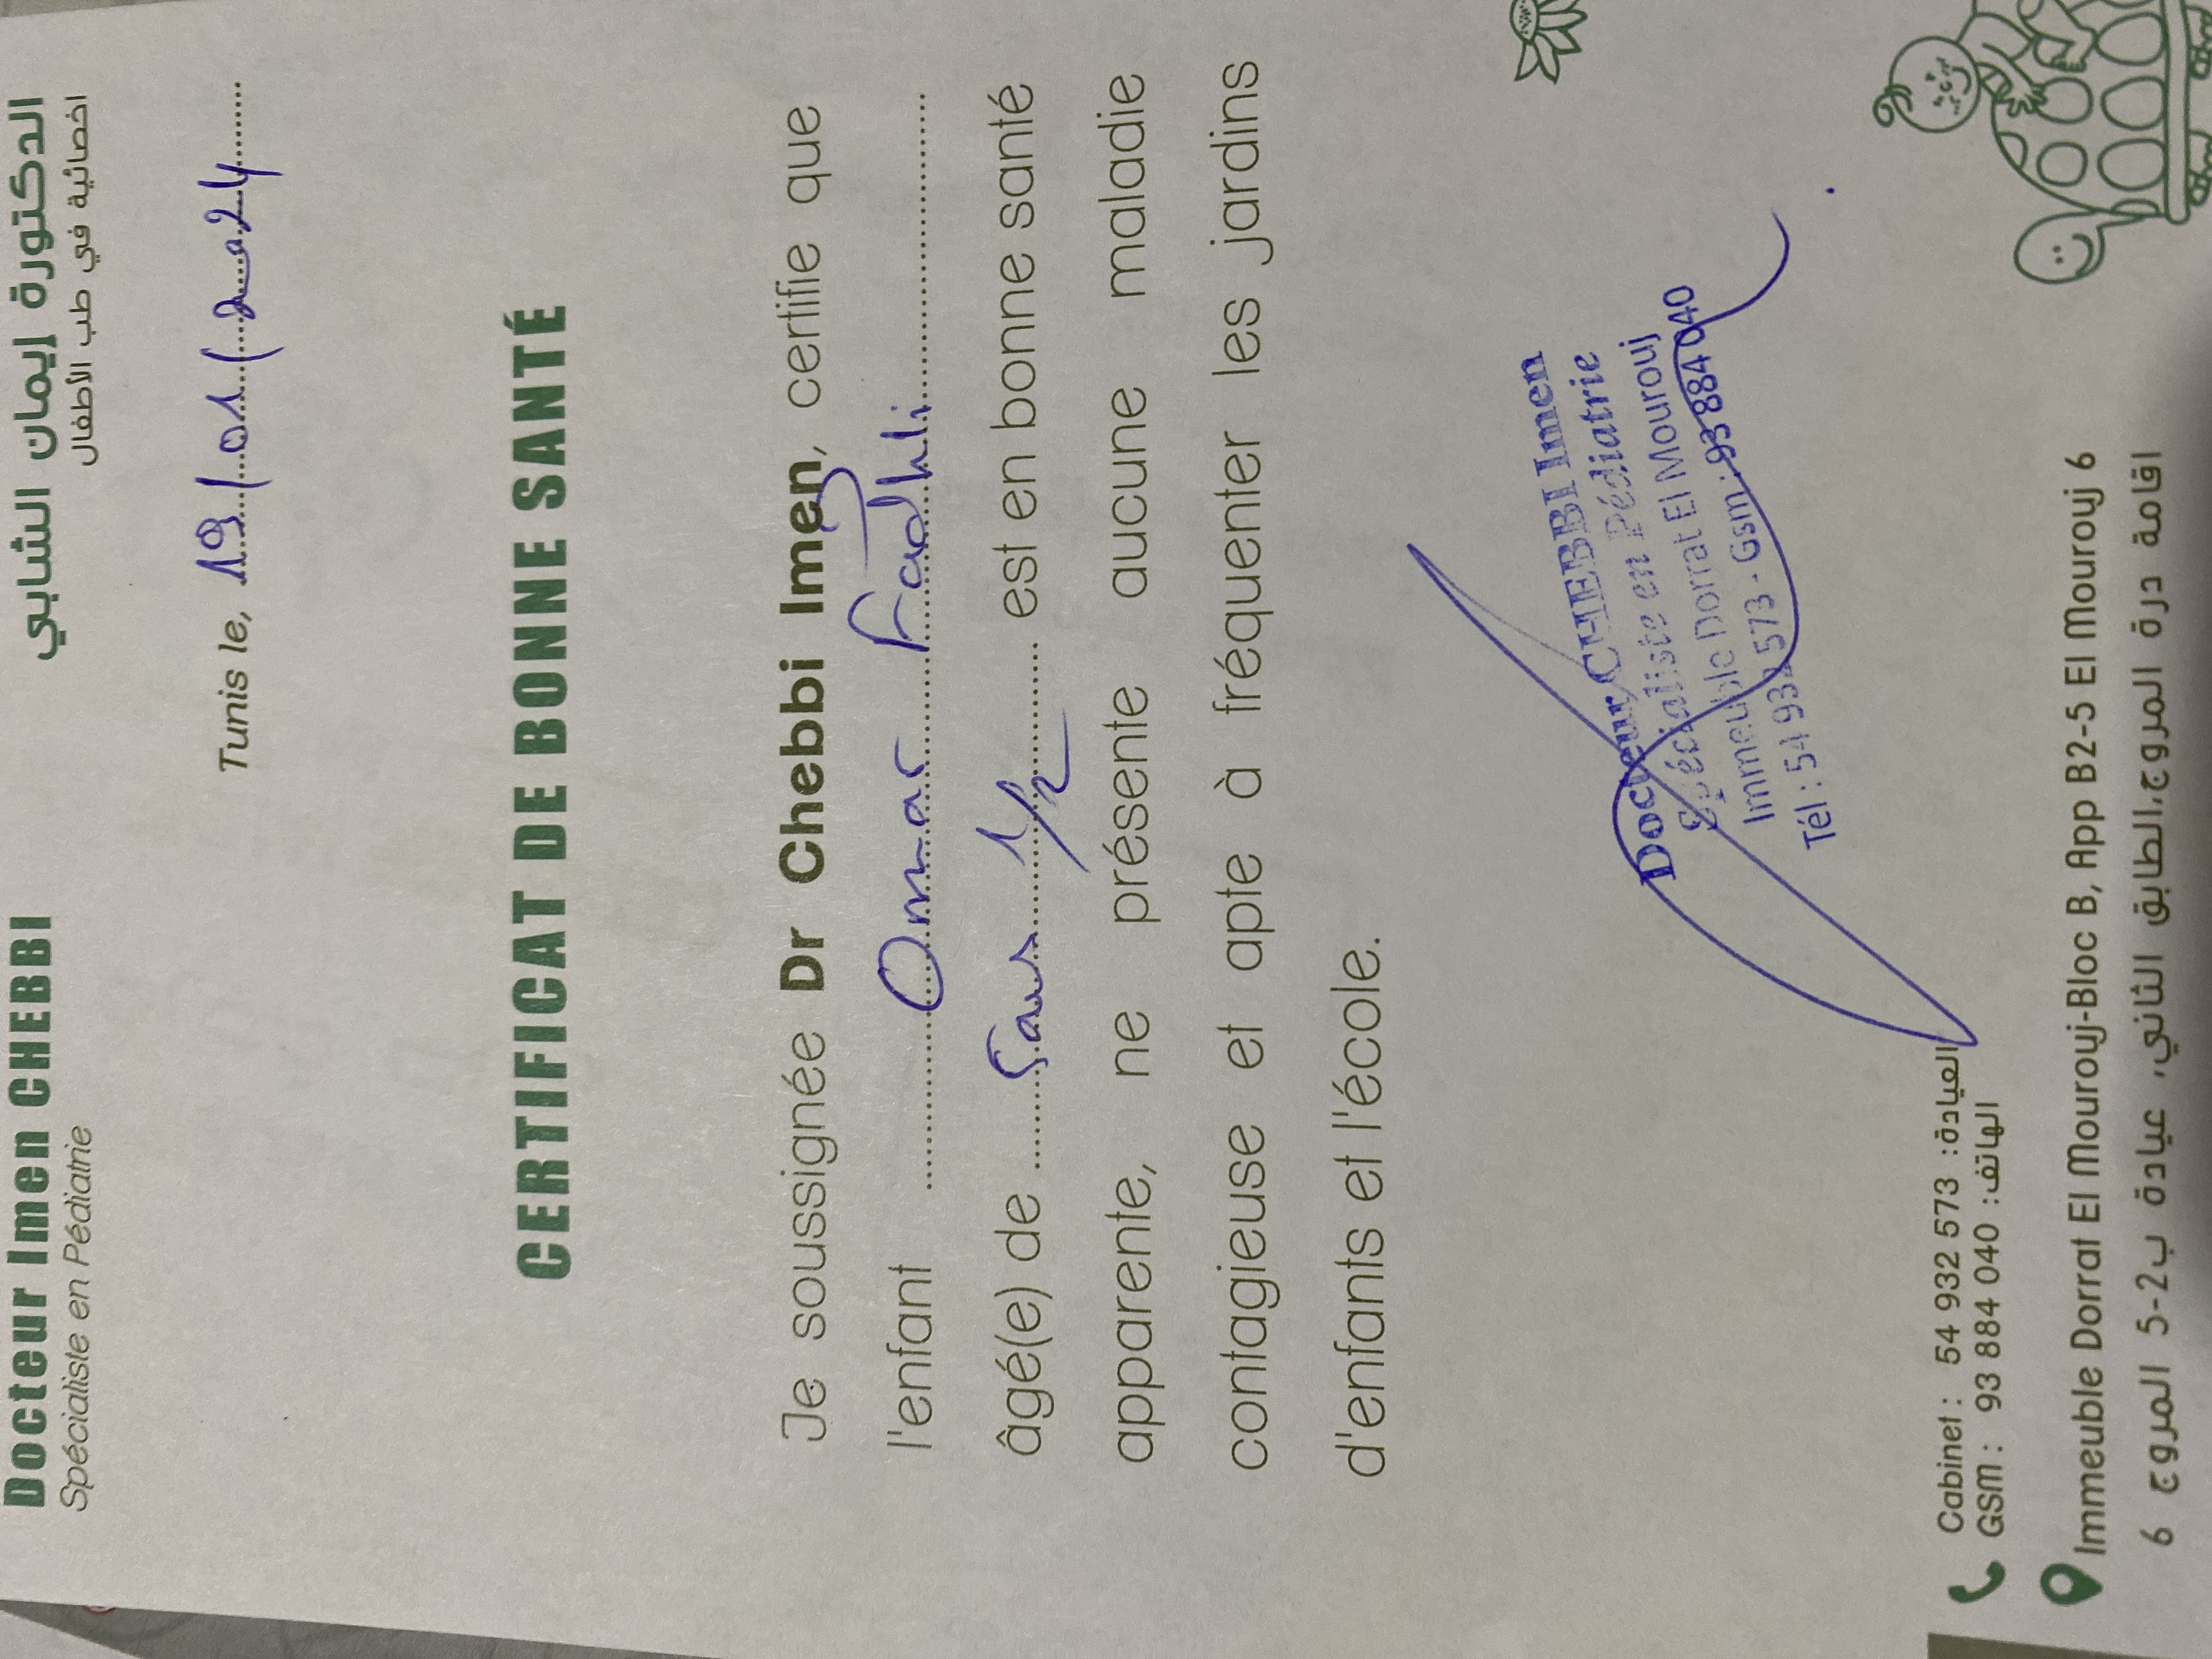 Docteur Imen CHEBBI
Spécialiste en Pédiatrie
الدكتورة إيمان الشابي
اخصائية في طب الأطفال
Tunis le, 19/01/2024
CERTIFICAT DE BONNE SANTÉ
Je soussignée Dr Chebbi Imen, certifie que
l'enfant Omar Fadhli
âgé(e) de 5ans 1/2 est en bonne santé
apparente, ne présente aucune maladie
contagieuse et apte à fréquenter les jardins
d'enfants et l'école.
Docteur CHEBBI Imen
Spécialiste en Pédiatrie
Immeuble Dorrat El Mourouj
Tél : 54 932 573 - Gsm : 93 884 040
Cabinet : 54 932 573 :العيادة
GSM : 93 884 040 :الهاتف
Immeuble Dorrat El Mourouj-Bloc B, App B2-5 El Mourouj 6
اقامة درة المروج،الطابق الثاني، عيادة ب2-5 المروج 6